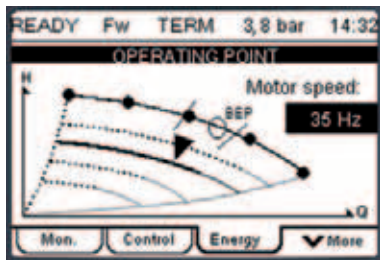 READY Fw TERM 3,8 bar 14:32
OPERATING POINT
H
Motor speed:
BEP
35 Hz
Q
Mon. Control Energy More